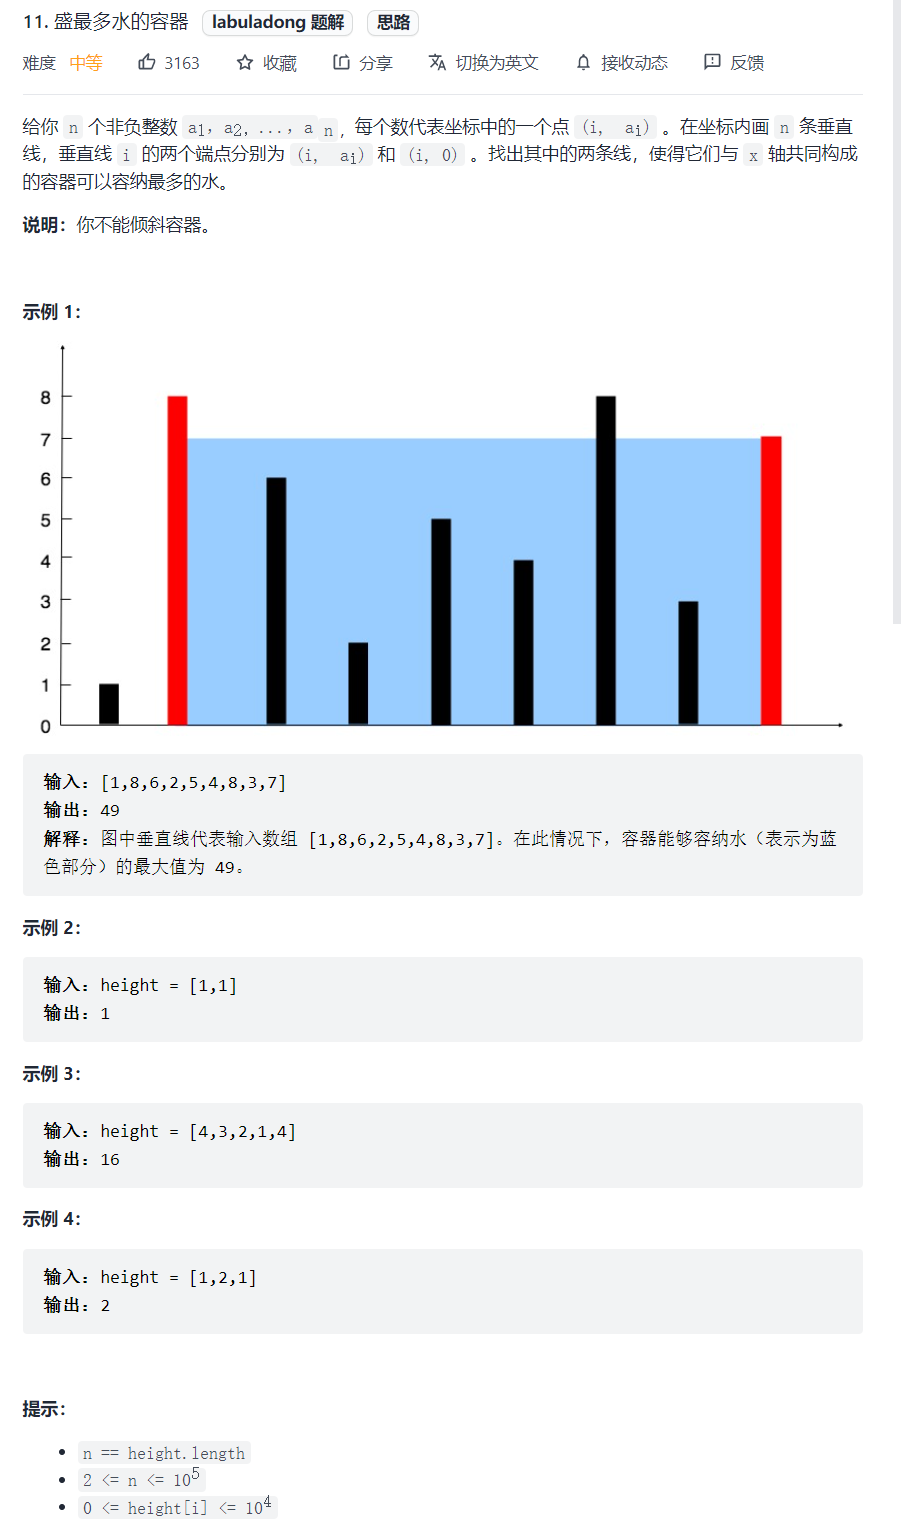 11. 盛最多水的容器 labuladong 题解 思路
难度 中等 3163 收藏 分享 切换为英文 接收动态 反馈
给你 n 个非负整数 a1, a2, ..., a n, 每个数代表坐标中的一个点 (i, ai) 。在坐标内画 n 条垂直
线，垂直线 i 的两个端点分别为 (i, ai) 和 (i, 0) 。找出其中的两条线，使得它们与 x 轴共同构成
的容器可以容纳最多的水。
说明：你不能倾斜容器。
示例 1：
8
7
6
5
4
3
2
1
0
输入：[1,8,6,2,5,4,8,3,7]
输出：49
解释：图中垂直线代表输入数组 [1,8,6,2,5,4,8,3,7]。在此情况下，容器能够容纳水（表示为蓝
色部分）的最大值为 49。
示例 2：
输入：height = [1,1]
输出：1
示例 3：
输入：height = [4,3,2,1,4]
输出：16
示例 4：
输入：height = [1,2,1]
输出：2
提示：
• n == height.length
• 2 <= n <= 10^5
• 0 <= height[i] <= 10^4